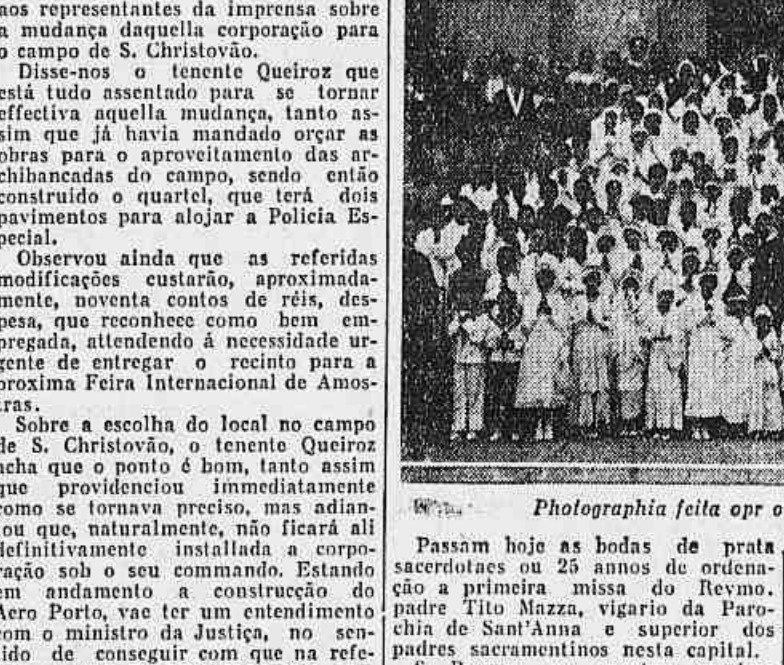 aos representantes da imprensa sobre
a mudança daquella corporação para
o campo de S. Christovão.
Disse-nos o tenente Queiroz que
está tudo assentado para se tornar
effectiva aquella mudança, tanto as-
sim que já havia mandado orçar as
obras para o aproveitamento das ar-
chibancadas do campo, sendo então
construido o quartel, que terá dois
pavimentos para alojar a Policia Es-
pecial.
Observou ainda que as referidas
modificações custarão, aproximada-
mente, noventa contos de réis, des-
pesa, que reconhece como bem em-
pregada, attendendo á necessidade ur-
gente de entregar o recinto para a
proxima Feira Internacional de Amos-
tras.
Sobre a escolha do local no campo
de S. Christovão, o tenente Queiroz
acha que o ponto é bom, tanto assim
que providenciou immediatamente
como se tornava preciso, mas adian-
tou que, naturalmente, não ficará ali
definitivamente installada a corpo-
ração sob o seu commando. Estando
em andamento a construcção do
Aero Porto, vae ter um entendimento
com o ministro da Justiça, no sen-
tido de conseguir com que na refe-
Photographia feita opr o
Passam hoje as bodas de prata
sacerdotaes ou 25 annos de ordena-
ção a primeira missa do Revmo.
padre Tito Mazza, vigario da Paro-
chia de Sant'Anna e superior dos
padres sacramentinos nesta capital.